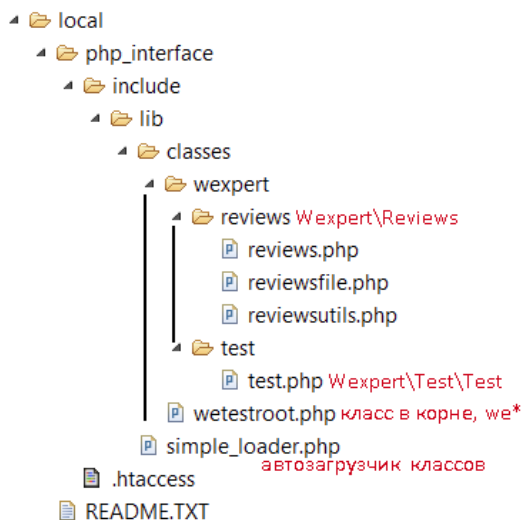 local
php_interface
include
lib
classes
wexpert
reviews Wexpert\Reviews
reviews.php
reviewsfile.php
reviewsutils.php
test
test.php Wexpert\Test\Test
wetestroot.php класс в корне, we*
simple_loader.php
автозагрузчик классов
.htaccess
README.TXT